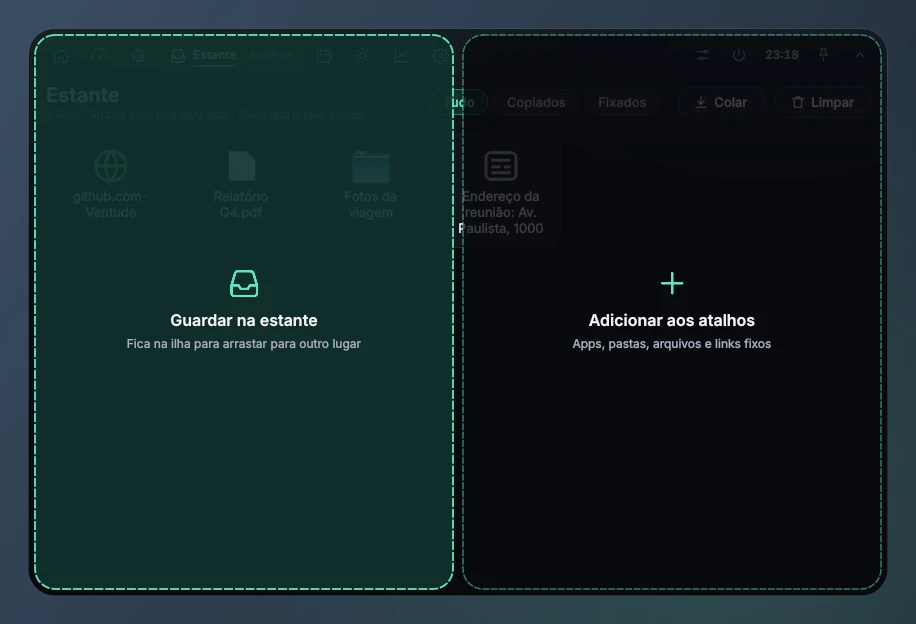 Estante
Atalhos
23:18
Estante
Tudo
Copiados
Fixados
Colar
Limpar
github.com ·
Ventude
Relatório
Q4.pdf
Fotos da
viagem
Endereço da
reunião: Av.
Paulista, 1000
Guardar na estante
Fica na ilha para arrastar para outro lugar
Adicionar aos atalhos
Apps, pastas, arquivos e links fixos